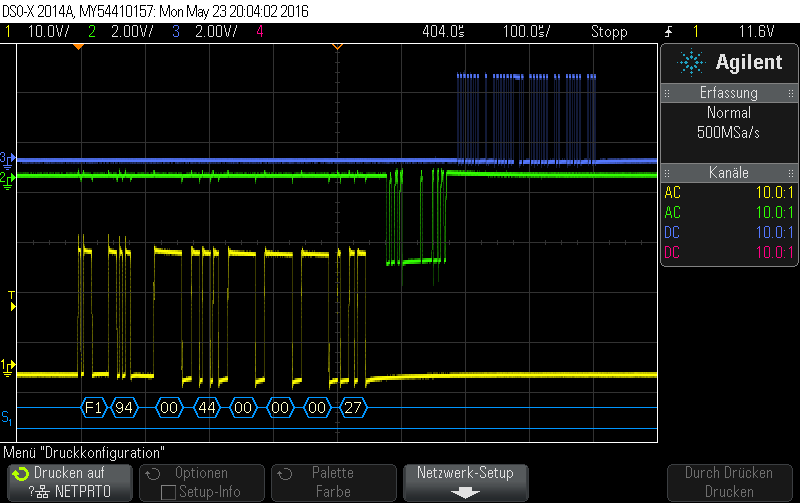 DSO-X 2014A, MY54410157: Mon May 23 20:04:02 2016
1 10.0V/ 2 2.00V/ 3 2.00V/ 4 404.0s 100.0s/ Stopp 1 11.6V
Agilent
Erfassung
Normal
500MSa/s
Kanäle
AC 10.0:1
AC 10.0:1
DC 10.0:1
DC 10.0:1
3
2
T
1
F1 94 00 44 00 00 00 27
S1
Menü "Druckkonfiguration"
Drucken auf
?品 NETPRTO
Optionen
Setup-Info
Palette
Farbe
Netzwerk-Setup
Durch Drücken
Drucken